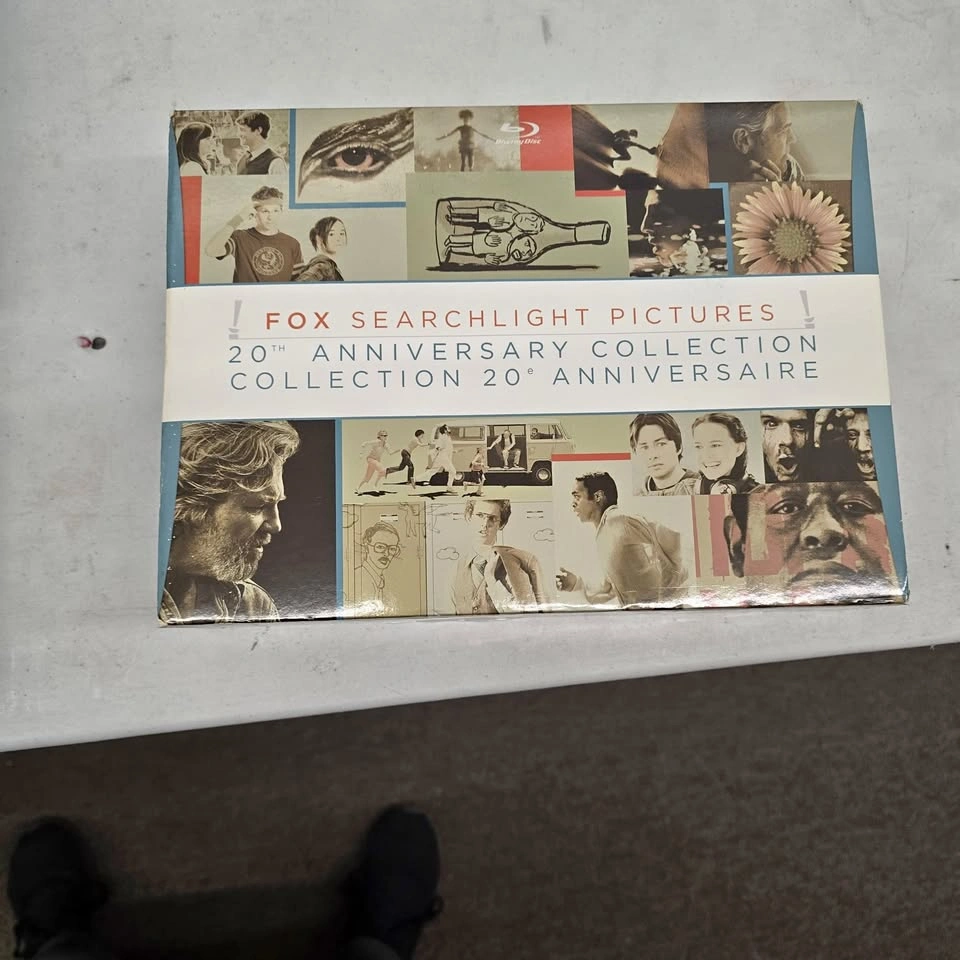 Blu-ray Disc
FOX SEARCHLIGHT PICTURES
20TH ANNIVERSARY COLLECTION
COLLECTION 20e ANNIVERSAIRE